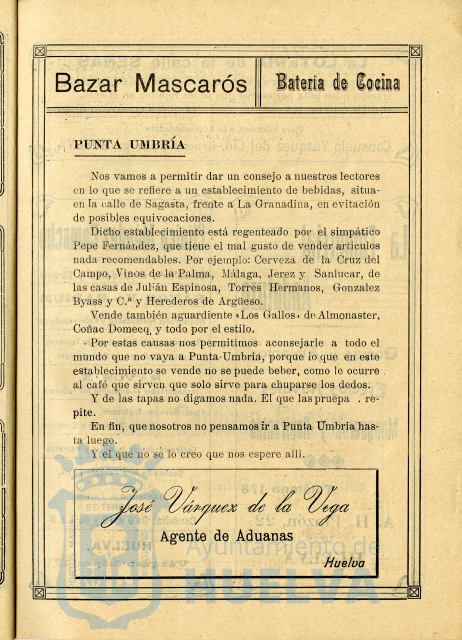 Bazar Mascarós
Batería de Cocina
PUNTA UMBRÍA
Nos vamos a permitir dar un consejo a nuestros lectores
en lo que se refiere a un establecimiento de bebidas, situa-
en la calle de Sagasta, frente a La Granadina, en evitación
de posibles equivocaciones.
Dicho establecimiento está regenteado por el simpático
Pepe Fernández, que tiene el mal gusto de vender articulos
nada recomendables. Por ejemplo: Cerveza de la Cruz del
Campo, Vinos de la Palma, Málaga, Jerez y Sanlucar, de
las casas de Julián Espinosa, Torres Hermanos, Gonzalez
Byass y C.ª y Herederos de Argüeso.
Vende también aguardiente «Los Gallos» de Almonaster,
Coñac Domecq, y todo por el estilo.
Por estas causas nos permitimos aconsejarle a todo el
mundo que no vaya a Punta-Umbría, porque lo que en este
establecimiento se vende no se puede beber, como le ocurre
al café que sirven que solo sirve para chuparse los dedos.
Y de las tapas no digamos nada. El que las pruepa . re-
pite.
En fin, que nosotros no pensamos ir a Punta Umbria has-
ta luego.
Y el que no se lo creo que nos espere alli.
José Vázquez de la Vega
Agente de Aduanas
Huelva
Ayuntamiento de
HUELVA